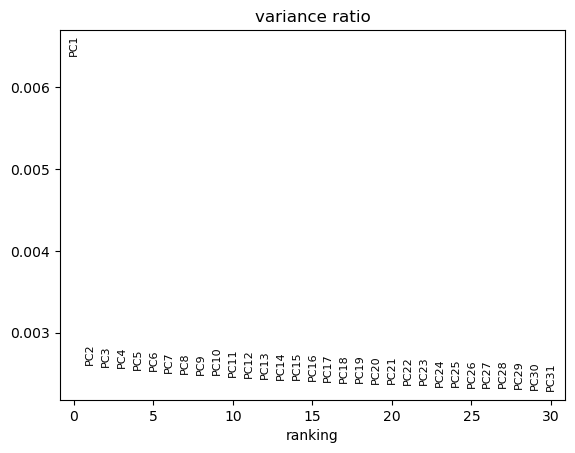 variance ratio
0.006
0.005
0.004
0.003
PC1
PC2
PC3
PC4
PC5
PC6
PC7
PC8
PC9
PC10
PC11
PC12
PC13
PC14
PC15
PC16
PC17
PC18
PC19
PC20
PC21
PC22
PC23
PC24
PC25
PC26
PC27
PC28
PC29
PC30
PC31
0 5 10 15 20 25 30
ranking